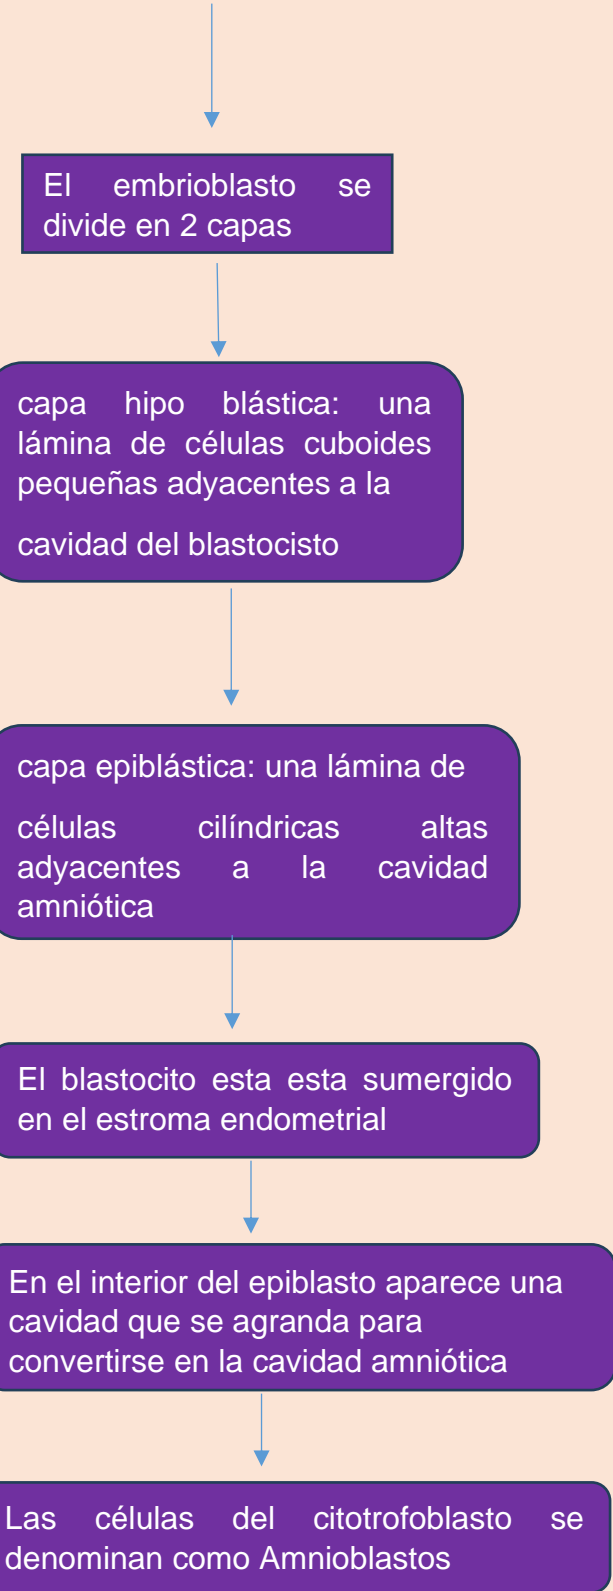 El embrioblasto se
divide en 2 capas
capa hipo blástica: una
lámina de células cuboides
pequeñas adyacentes a la
cavidad del blastocisto
capa epiblástica: una lámina de
células cilíndricas altas
adyacentes a la cavidad
amniótica
El blastocito esta esta sumergido
en el estroma endometrial
En el interior del epiblasto aparece una
cavidad que se agranda para
convertirse en la cavidad amniótica
Las células del citotrofoblasto se
denominan como Amnioblastos